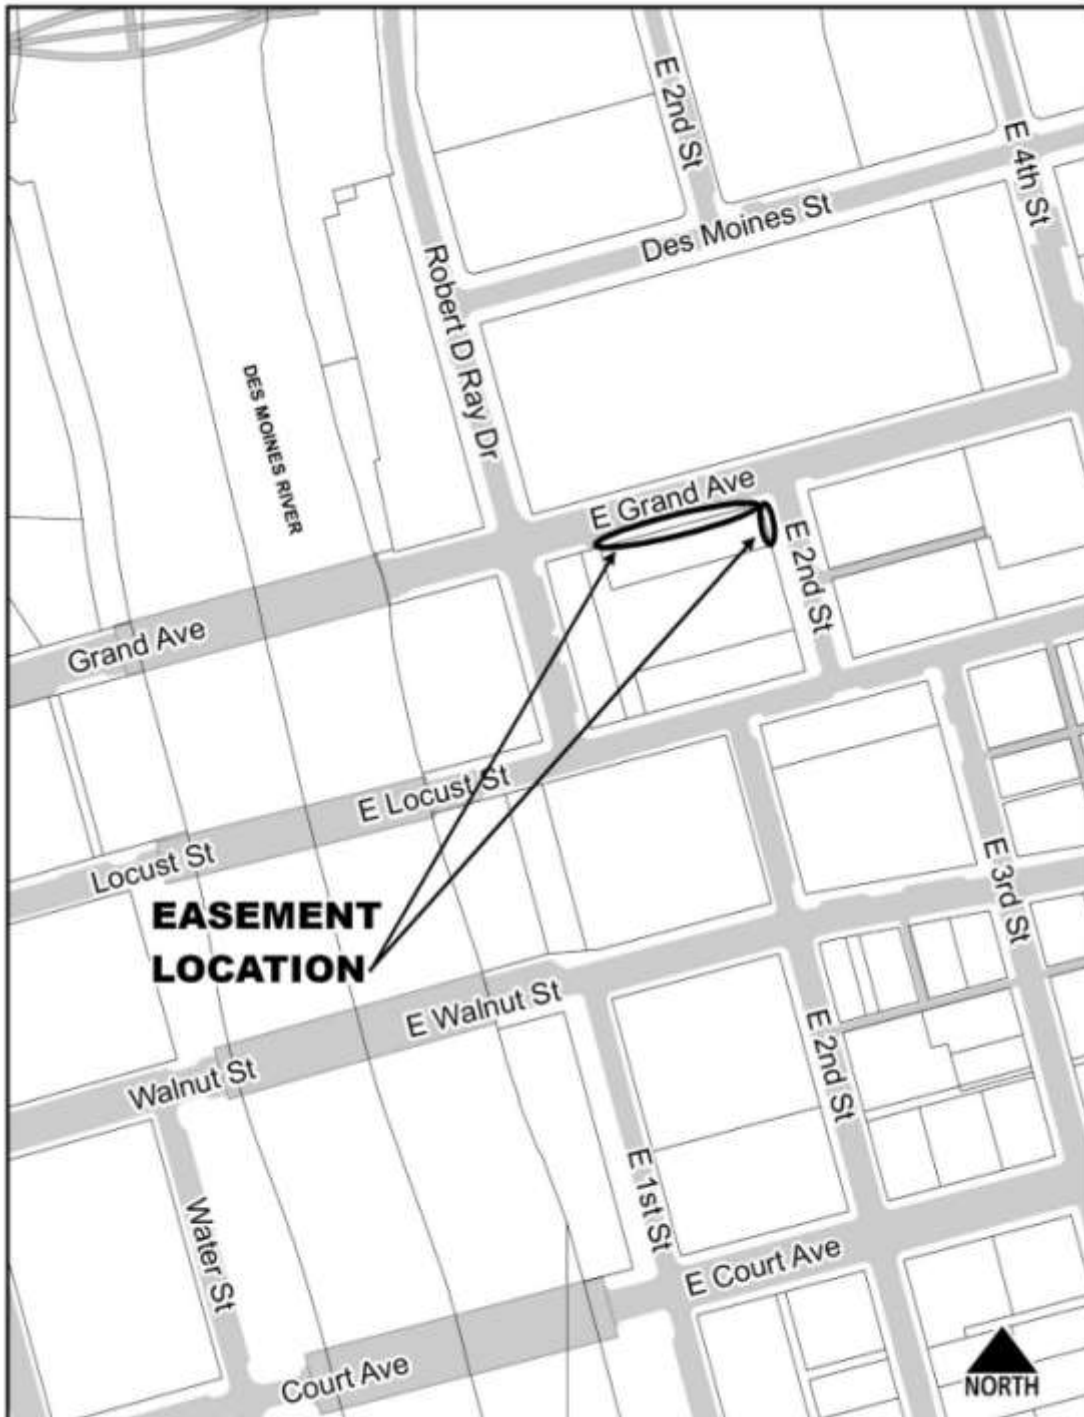 E 2nd St
E 4th St
Des Moines St
Robert D Ray Dr
DES MOINES RIVER
E Grand Ave
E 2nd St
Grand Ave
E Locust St
Locust St
E 3rd St
EASEMENT
LOCATION
E Walnut St
E 2nd St
Walnut St
E 1st St
Water St
E Court Ave
Court Ave
NORTH